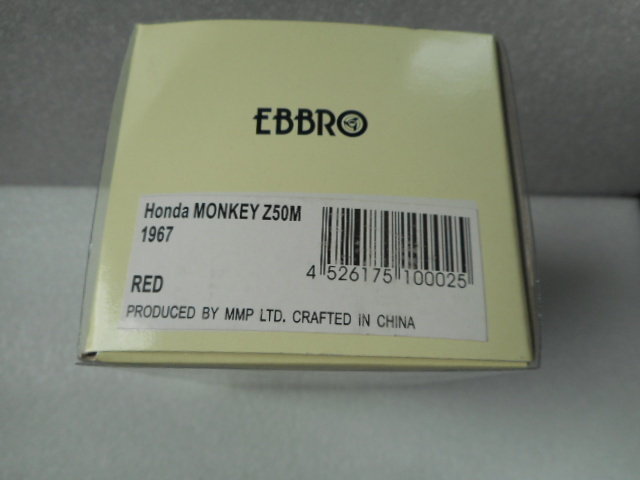 EBBRO
Honda MONKEY Z50M
1967
4 526175 100025
RED
PRODUCED BY MMP LTD. CRAFTED IN CHINA